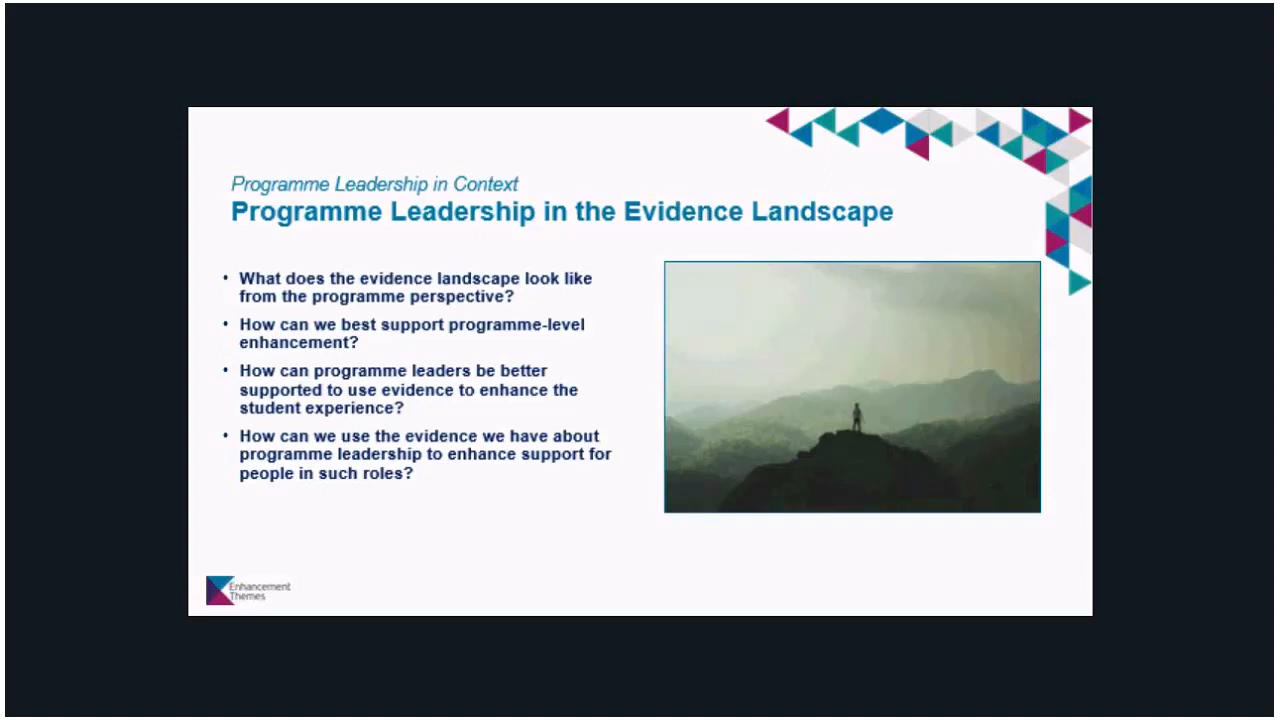 Programme Leadership in Context
Programme Leadership in the Evidence Landscape
• What does the evidence landscape look like
from the programme perspective?
• How can we best support programme-level
enhancement?
• How can programme leaders be better
supported to use evidence to enhance the
student experience?
• How can we use the evidence we have about
programme leadership to enhance support for
people in such roles?
Enhancement
Themes